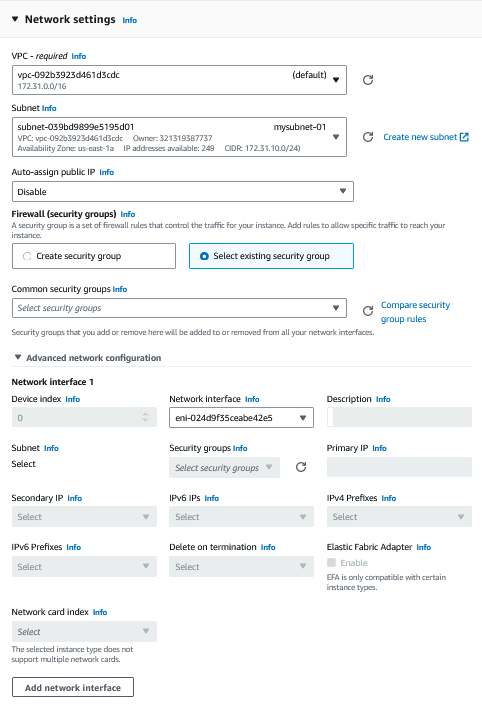 Network settings Info
VPC - required Info
vpc-092b3923d461d3cdc (default)
172.31.0.0/16
Subnet Info
subnet-039bd9899e5195d01 mysubnet-01
VPC: vpc-092b3923d461d3cdc Owner: 321319387737
Availability Zone: us-east-1a IP addresses available: 249 CIDR: 172.31.10.0/24)
Create new subnet
Auto-assign public IP Info
Disable
Firewall (security groups) Info
A security group is a set of firewall rules that control the traffic for your instance. Add rules to allow specific traffic to reach your
instance.
Create security group Select existing security group
Common security groups Info
Select security groups
Compare security
group rules
Security groups that you add or remove here will be added to or removed from all your network interfaces.
Advanced network configuration
Network interface 1
Device index Info Network interface Info Description Info
0 eni-024d9f35ceabe42e5
Subnet Info Security groups Info Primary IP Info
Select Select security groups
Secondary IP Info IPv6 IPs Info IPv4 Prefixes Info
Select Select Select
IPv6 Prefixes Info Delete on termination Info Elastic Fabric Adapter Info
Select Select Enable
EFA is only compatible with certain
instance types.
Network card index Info
Select
The selected instance type does not
support multiple network cards.
Add network interface